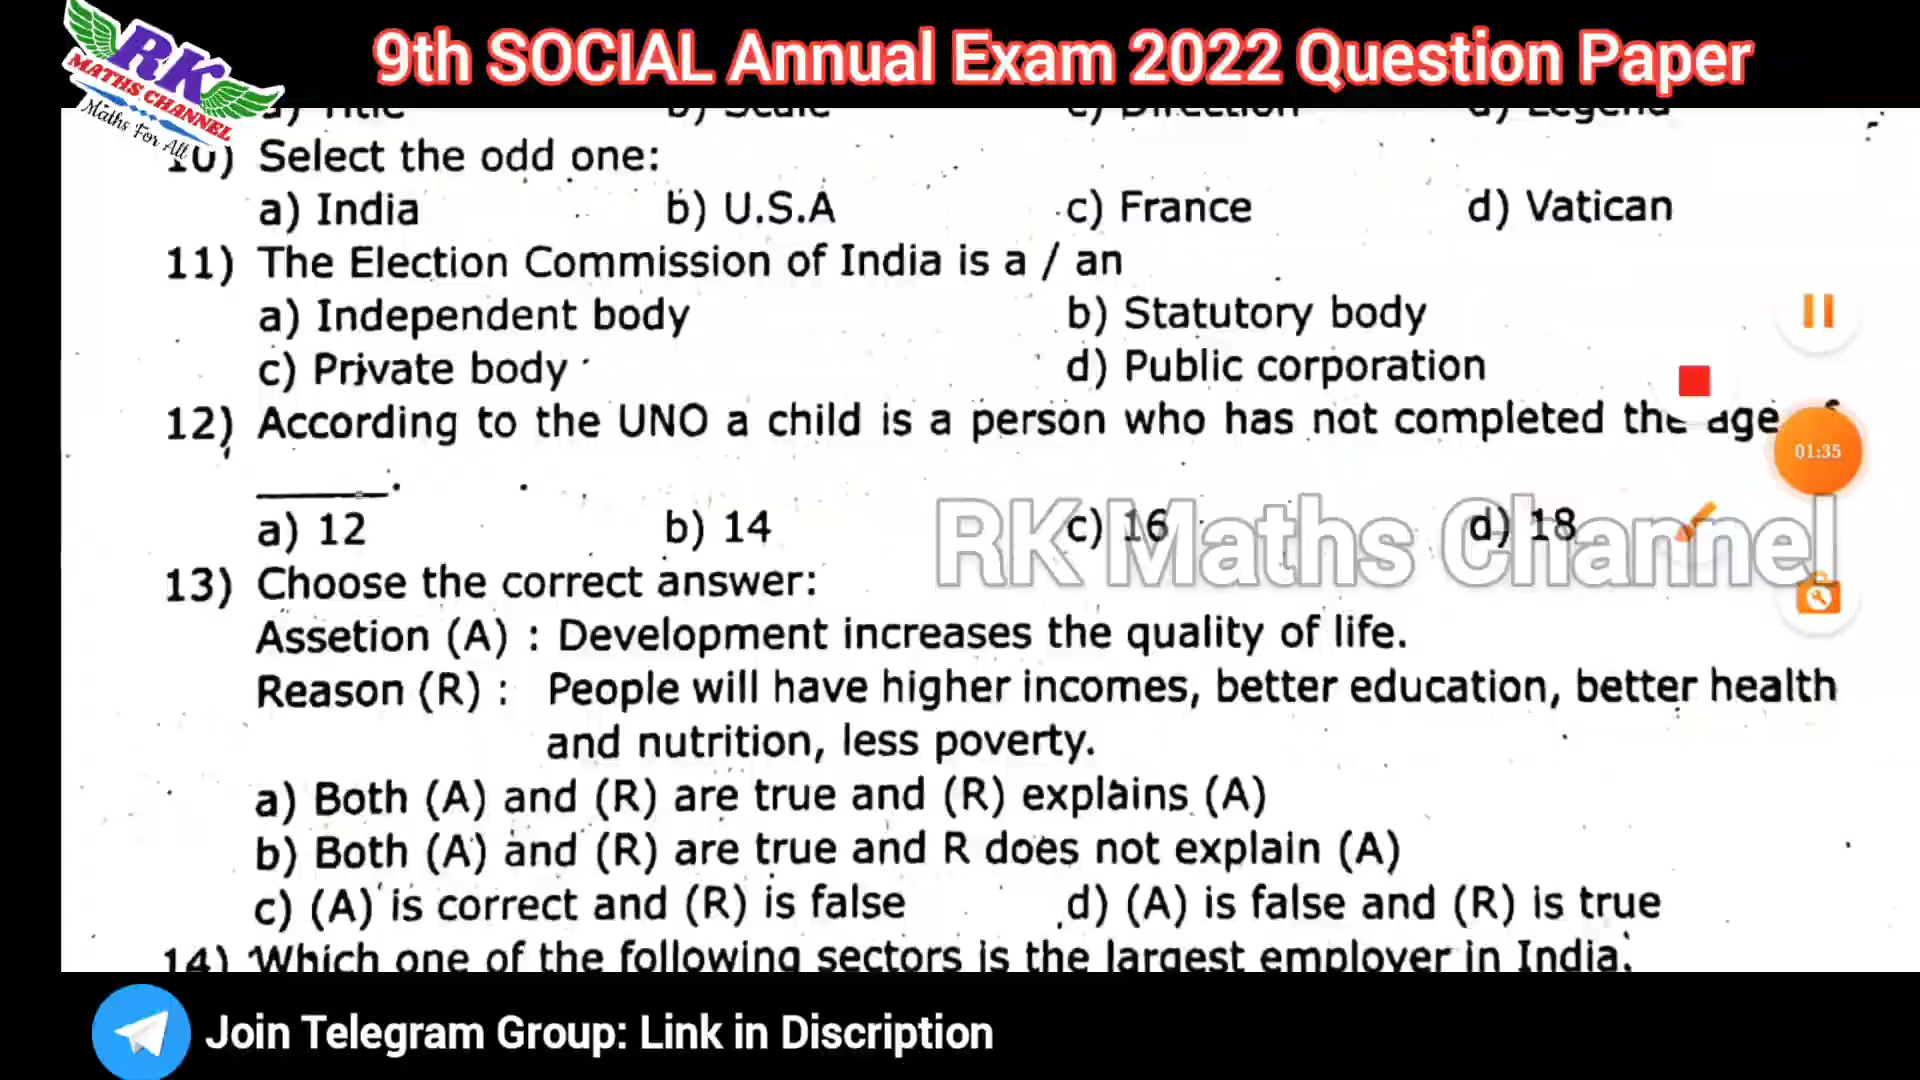 RK
MATHS CHANNEL
Maths For All
9th SOCIAL Annual Exam 2022 Question Paper
a) Title b) Scale c) Direction d) Legend
10) Select the odd one:
a) India b) U.S.A c) France d) Vatican
11) The Election Commission of India is a / an
a) Independent body b) Statutory body
c) Private body d) Public corporation
12) According to the UNO a child is a person who has not completed the age of
01:35
a) 12 b) 14 c) 16 d) 18
RK Maths Channel
13) Choose the correct answer:
Assetion (A) : Development increases the quality of life.
Reason (R) : People will have higher incomes, better education, better health
and nutrition, less poverty.
a) Both (A) and (R) are true and (R) explains (A)
b) Both (A) and (R) are true and R does not explain (A)
c) (A) is correct and (R) is false d) (A) is false and (R) is true
14) Which one of the following sectors is the largest employer in India.
Join Telegram Group: Link in Discription